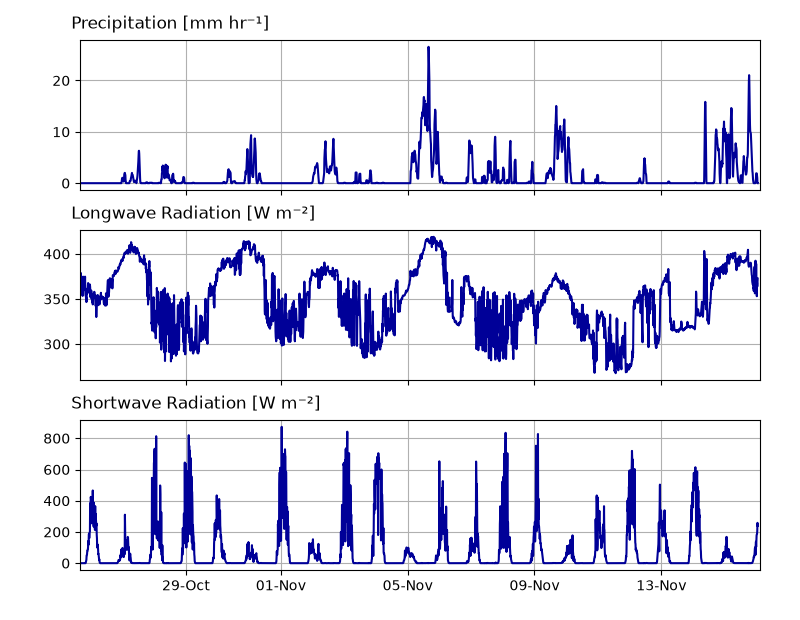 Precipitation [mm hr⁻¹]
20
10
0
Longwave Radiation [W m⁻²]
400
350
300
Shortwave Radiation [W m⁻²]
800
600
400
200
0
29-Oct 01-Nov 05-Nov 09-Nov 13-Nov